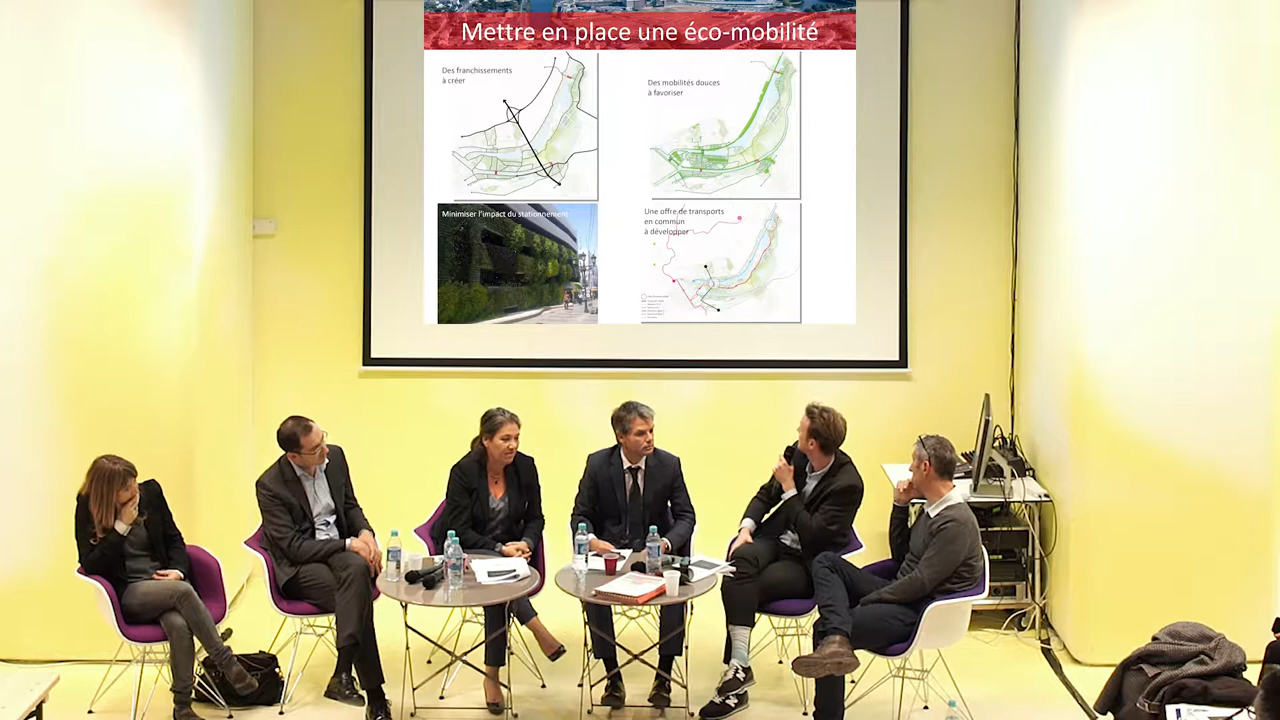 Mettre en place une éco-mobilité
Des franchissements
à créer
Des mobilités douces
à favoriser
Minimiser l'impact du stationnement
Une offre de transports
en commun
à développer